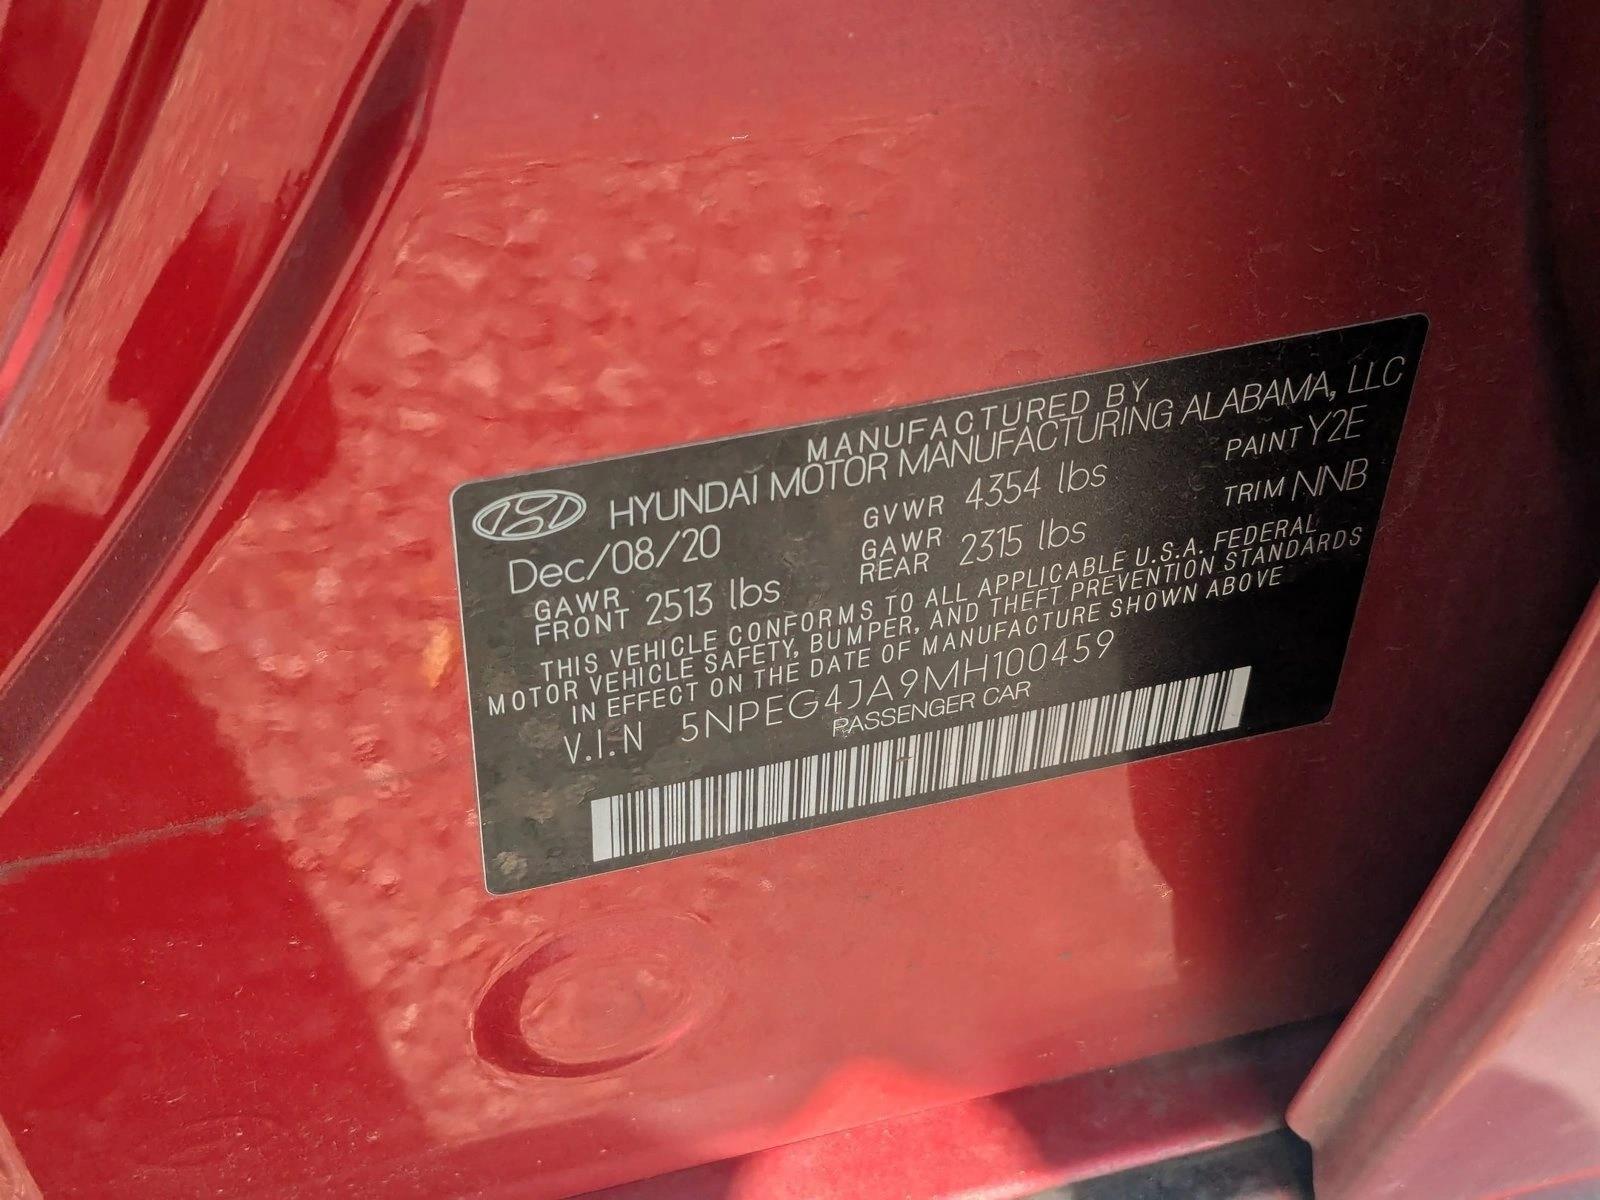 MANUFACTURED BY
HYUNDAI MOTOR MANUFACTURING ALABAMA, LLC
Dec/08/20 GVWR 4354 lbs PAINT Y2E
GAWR FRONT 2513 lbs GAWR REAR 2315 lbs TRIM NNB
THIS VEHICLE CONFORMS TO ALL APPLICABLE U.S.A. FEDERAL
MOTOR VEHICLE SAFETY, BUMPER, AND THEFT PREVENTION STANDARDS
IN EFFECT ON THE DATE OF MANUFACTURE SHOWN ABOVE
V.I.N 5NPEG4JA9MH100459
PASSENGER CAR